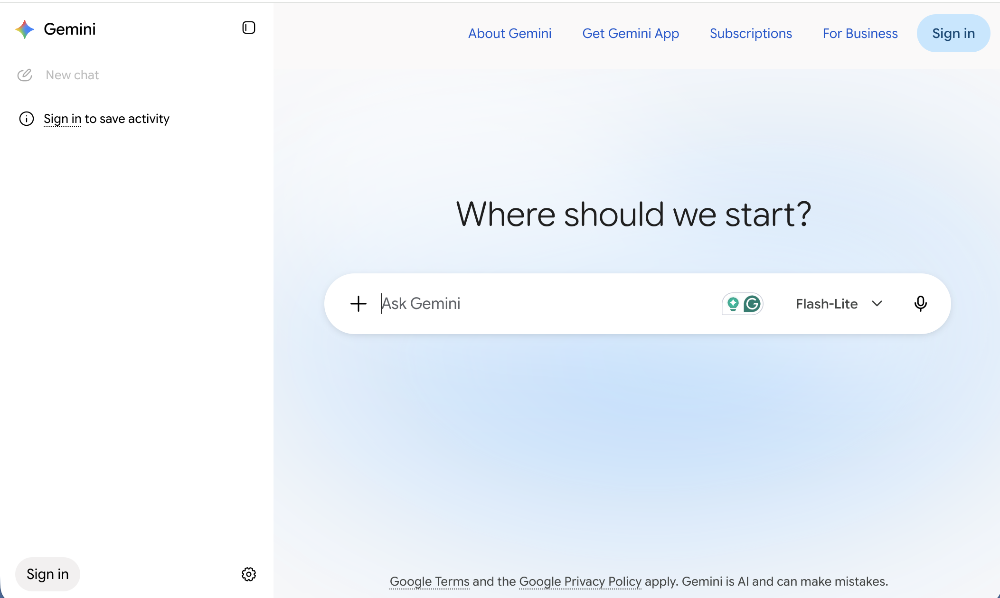 Gemini
New chat
Sign in to save activity
Sign in
About Gemini
Get Gemini App
Subscriptions
For Business
Sign in
Where should we start?
Ask Gemini
Flash-Lite
Google Terms and the Google Privacy Policy apply. Gemini is AI and can make mistakes.